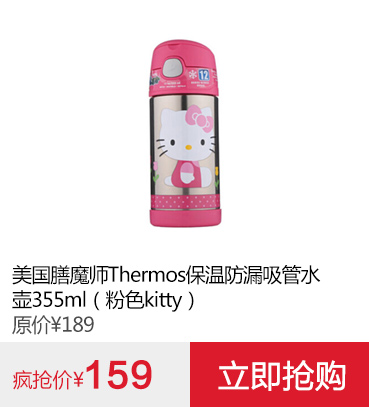 12
美国膳魔师Thermos保温防漏吸管水
壶355ml（粉色kitty）
原价¥189
疯抢价¥159
立即抢购